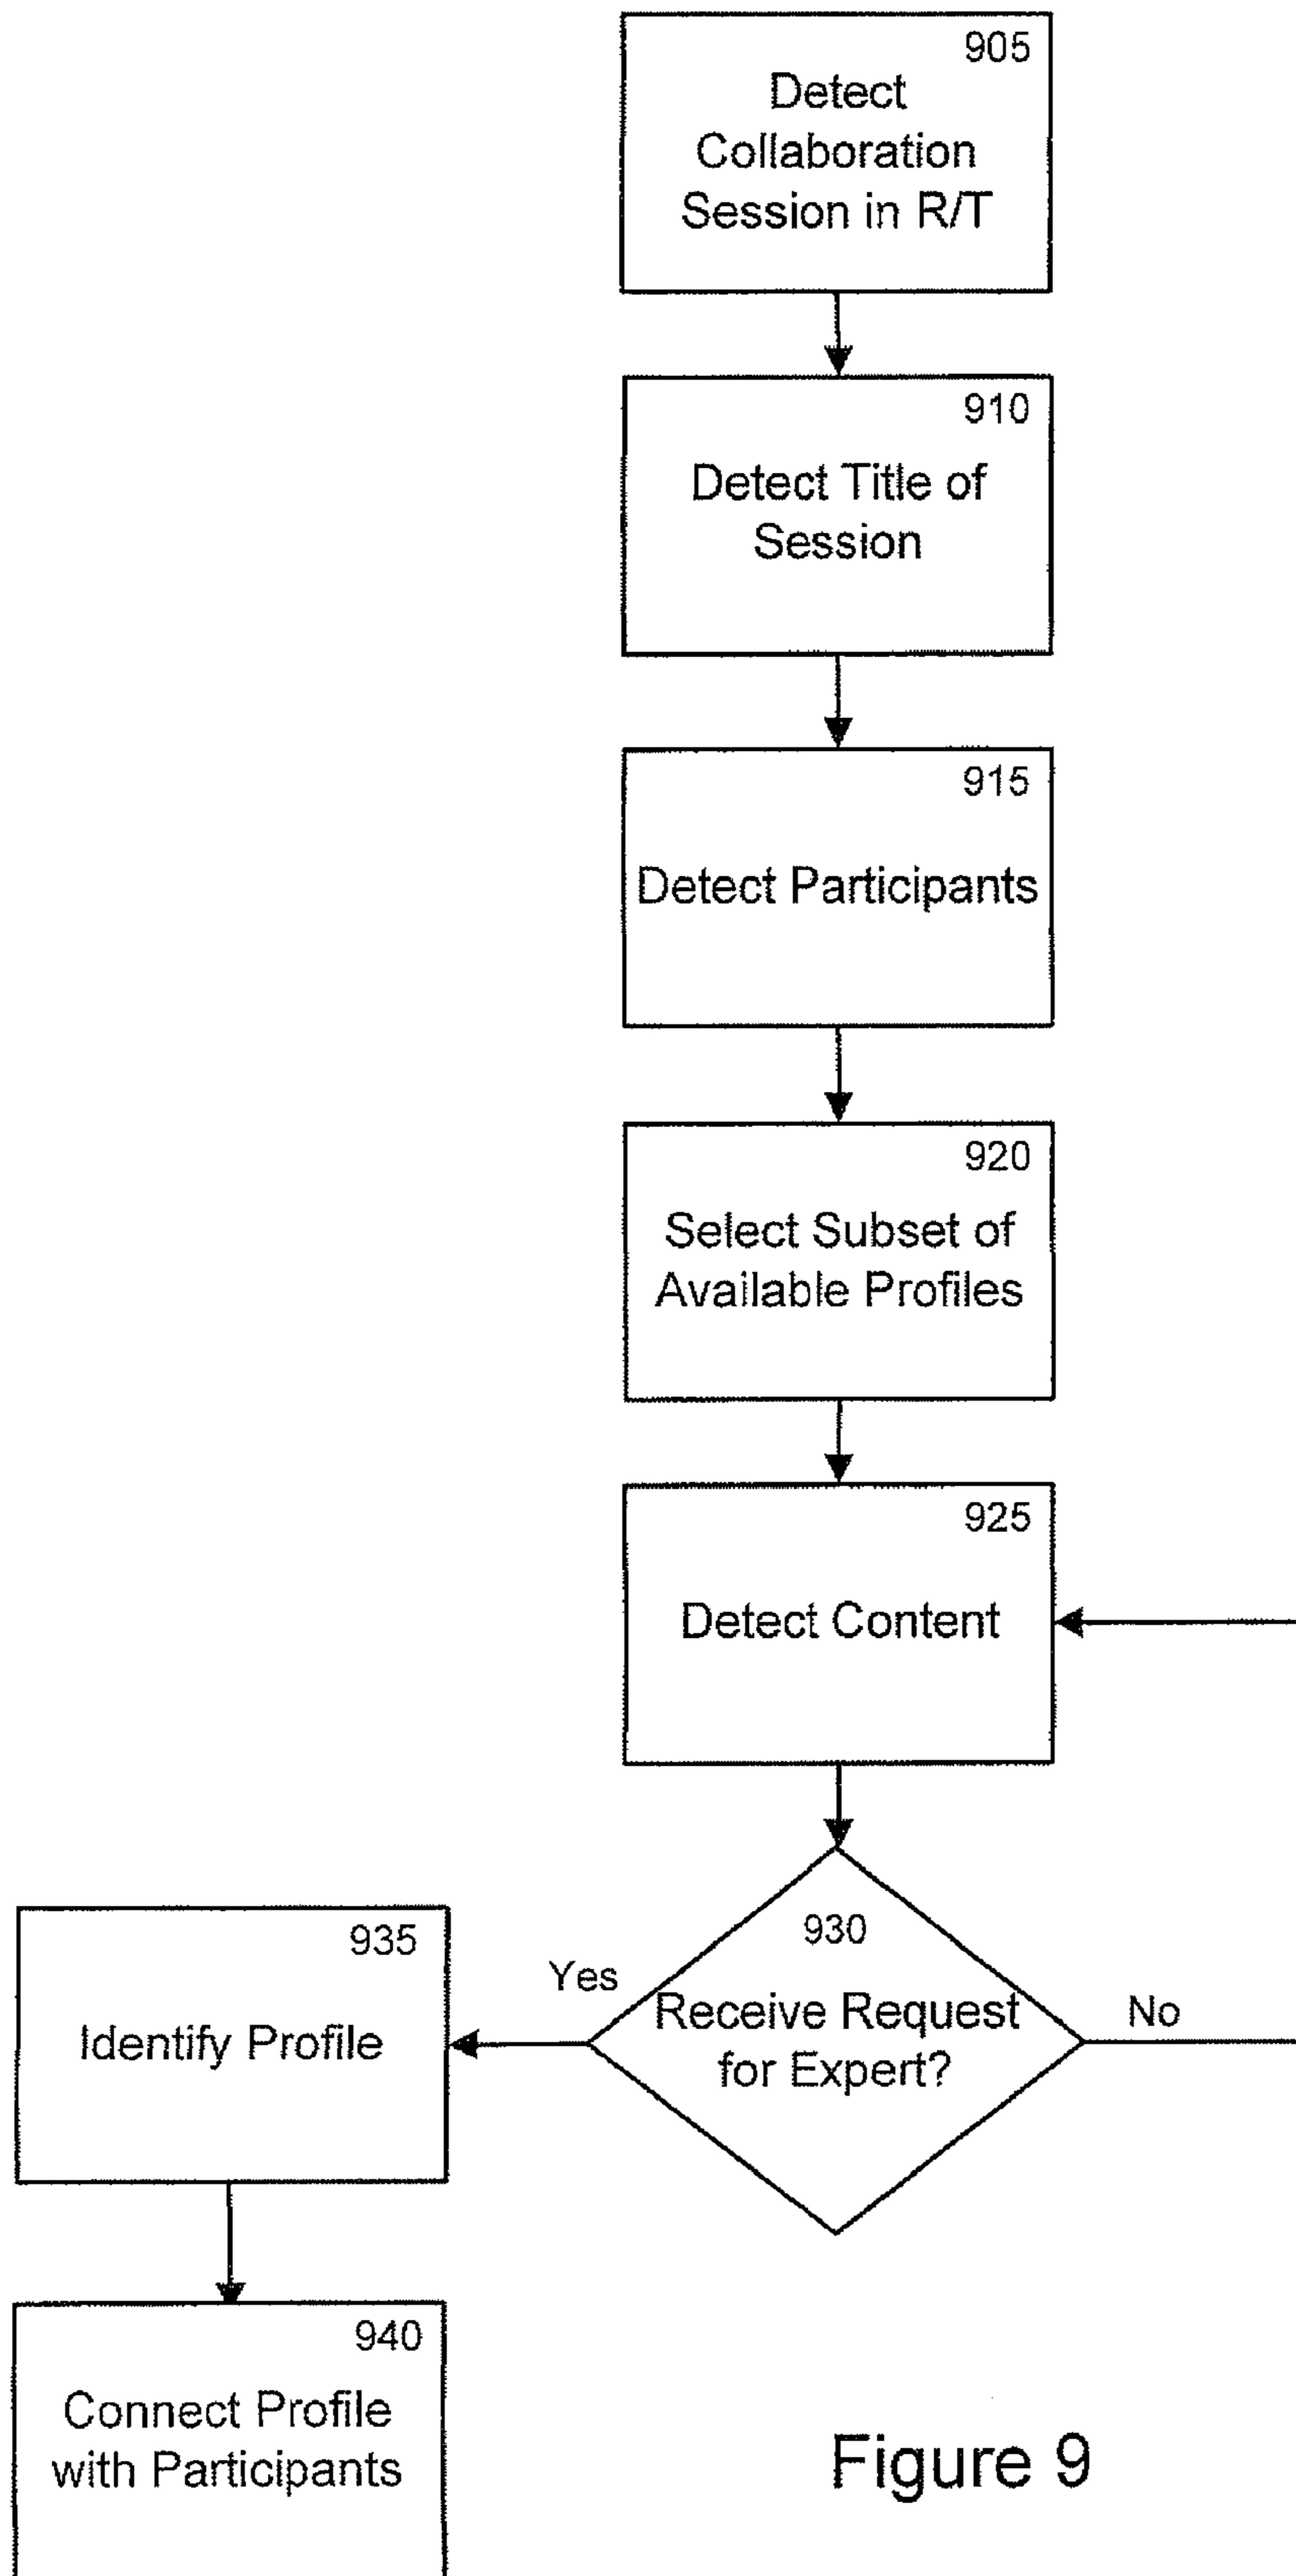 905
Detect
Collaboration
Session in R/T
910
Detect Title of
Session
915
Detect Participants
920
Select Subset of
Available Profiles
925
Detect Content
930
Receive Request
for Expert?
Yes
No
935
Identify Profile
940
Connect Profile
with Participants
Figure 9